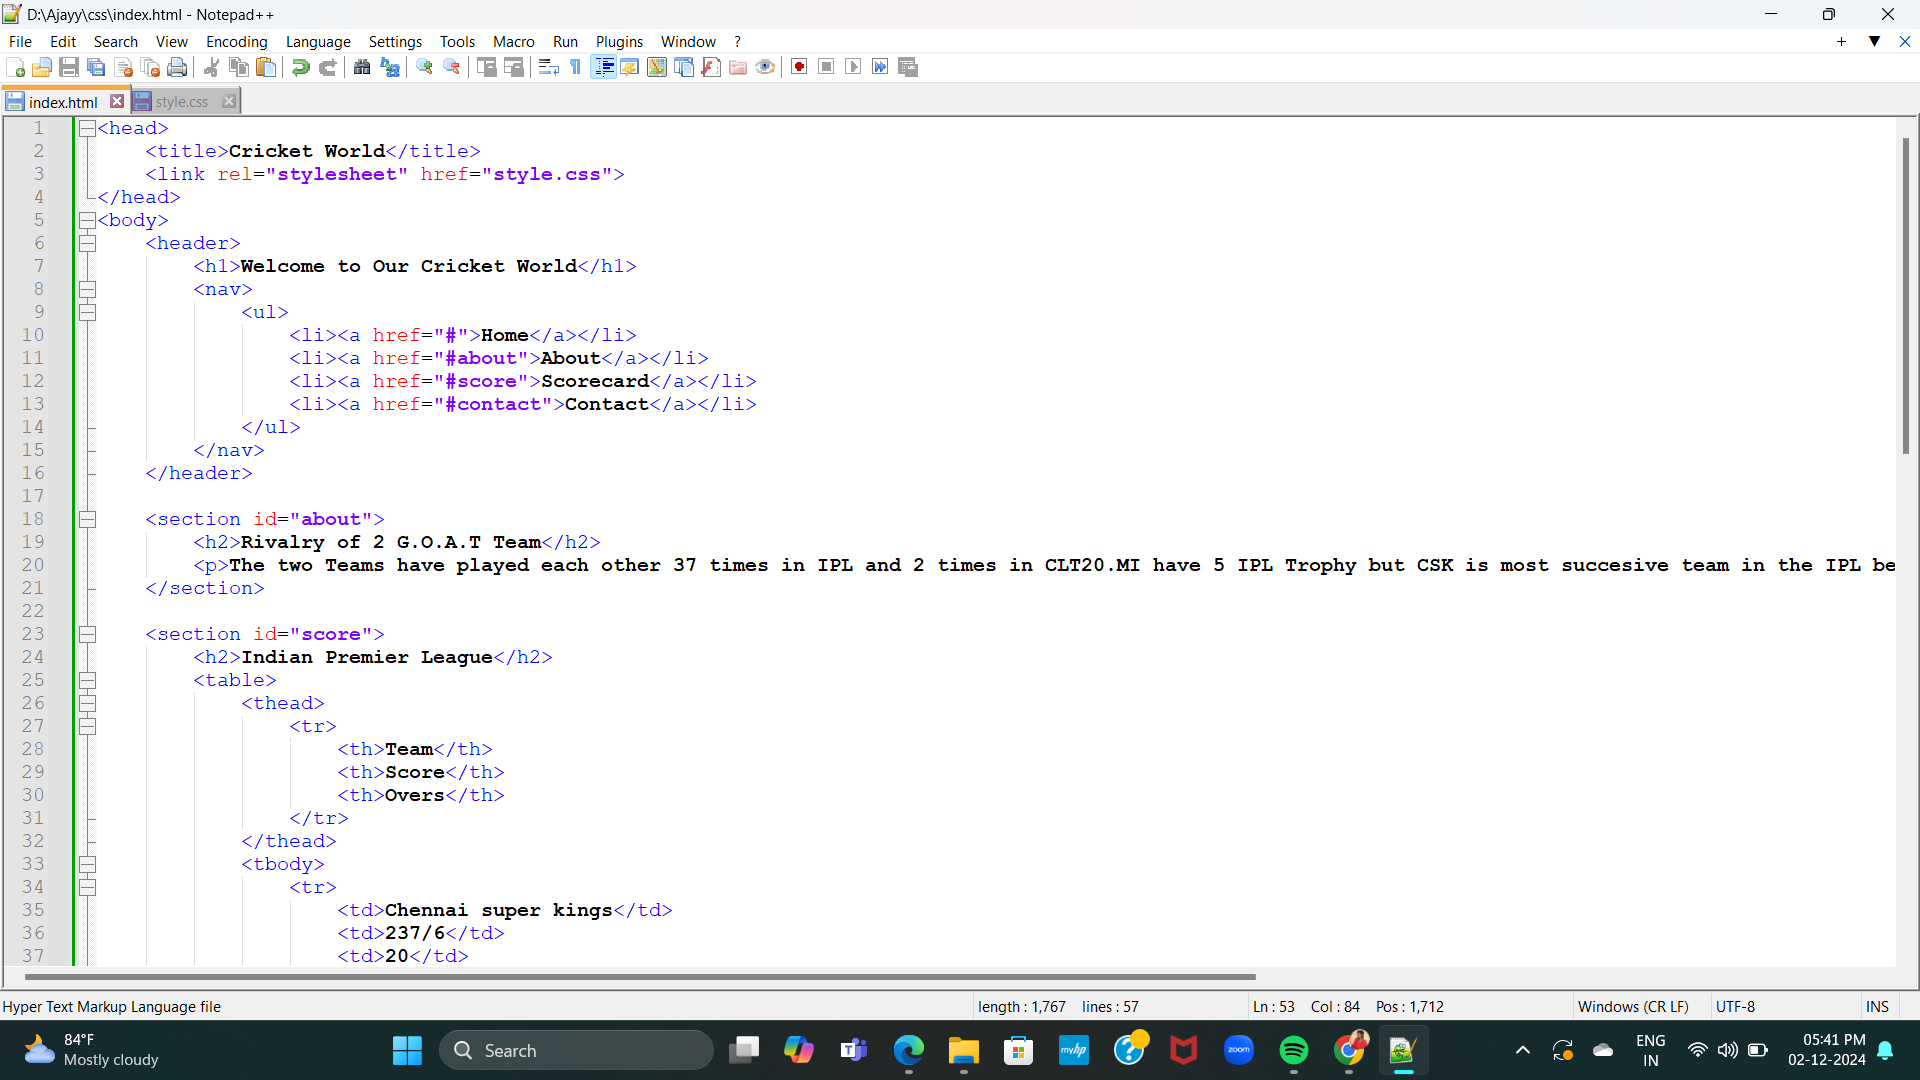 D:\Ajayy\css\index.html - Notepad++
File Edit Search View Encoding Language Settings Tools Macro Run Plugins Window ?
index.html style.css
1 <head>
2 <title>Cricket World</title>
3 <link rel="stylesheet" href="style.css">
4 </head>
5 <body>
6 <header>
7 <h1>Welcome to Our Cricket World</h1>
8 <nav>
9 <ul>
10 <li><a href="#">Home</a></li>
11 <li><a href="#about">About</a></li>
12 <li><a href="#score">Scorecard</a></li>
13 <li><a href="#contact">Contact</a></li>
14 </ul>
15 </nav>
16 </header>
17
18 <section id="about">
19 <h2>Rivalry of 2 G.O.A.T Team</h2>
20 <p>The two Teams have played each other 37 times in IPL and 2 times in CLT20.MI have 5 IPL Trophy but CSK is most succesive team in the IPL be
21 </section>
22
23 <section id="score">
24 <h2>Indian Premier League</h2>
25 <table>
26 <thead>
27 <tr>
28 <th>Team</th>
29 <th>Score</th>
30 <th>Overs</th>
31 </tr>
32 </thead>
33 <tbody>
34 <tr>
35 <td>Chennai super kings</td>
36 <td>237/6</td>
37 <td>20</td>
Hyper Text Markup Language file length : 1,767 lines : 57 Ln : 53 Col : 84 Pos : 1,712 Windows (CR LF) UTF-8 INS
84°F
Mostly cloudy
Search
myhp
zoom
ENG
IN
05:41 PM
02-12-2024